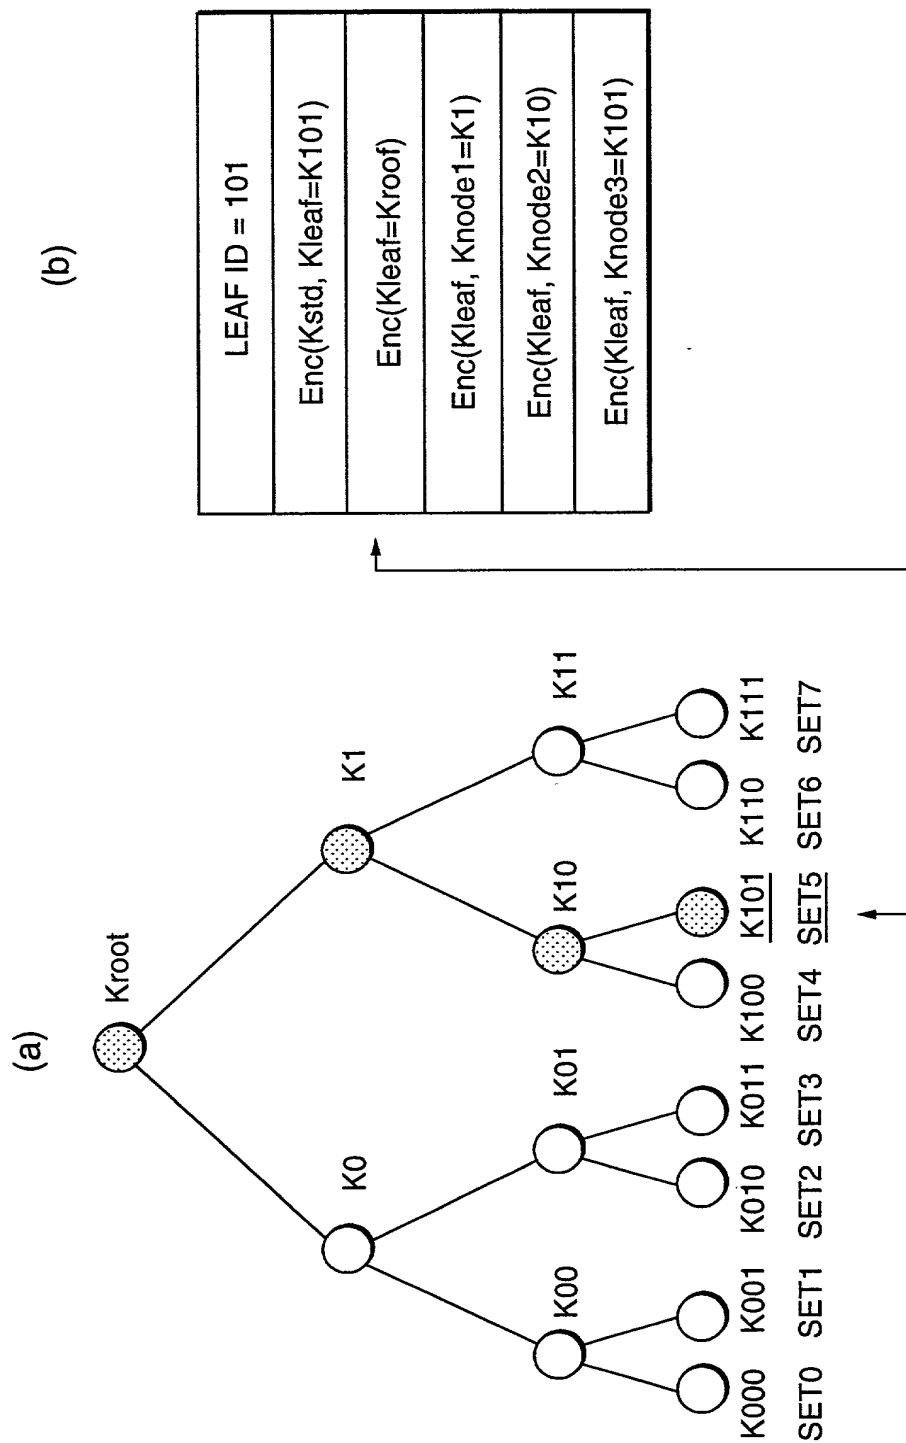 (a)
Kroot
K0
K1
K00
K01
K10
K11
K000 K001 K010 K011 K100 K101 K110 K111
SET0 SET1 SET2 SET3 SET4 SET5 SET6 SET7
(b)
LEAF ID = 101
Enc(Kstd, Kleaf=K101)
Enc(Kleaf=Kroof)
Enc(Kleaf, Knode1=K1)
Enc(Kleaf, Knode2=K10)
Enc(Kleaf, Knode3=K101)